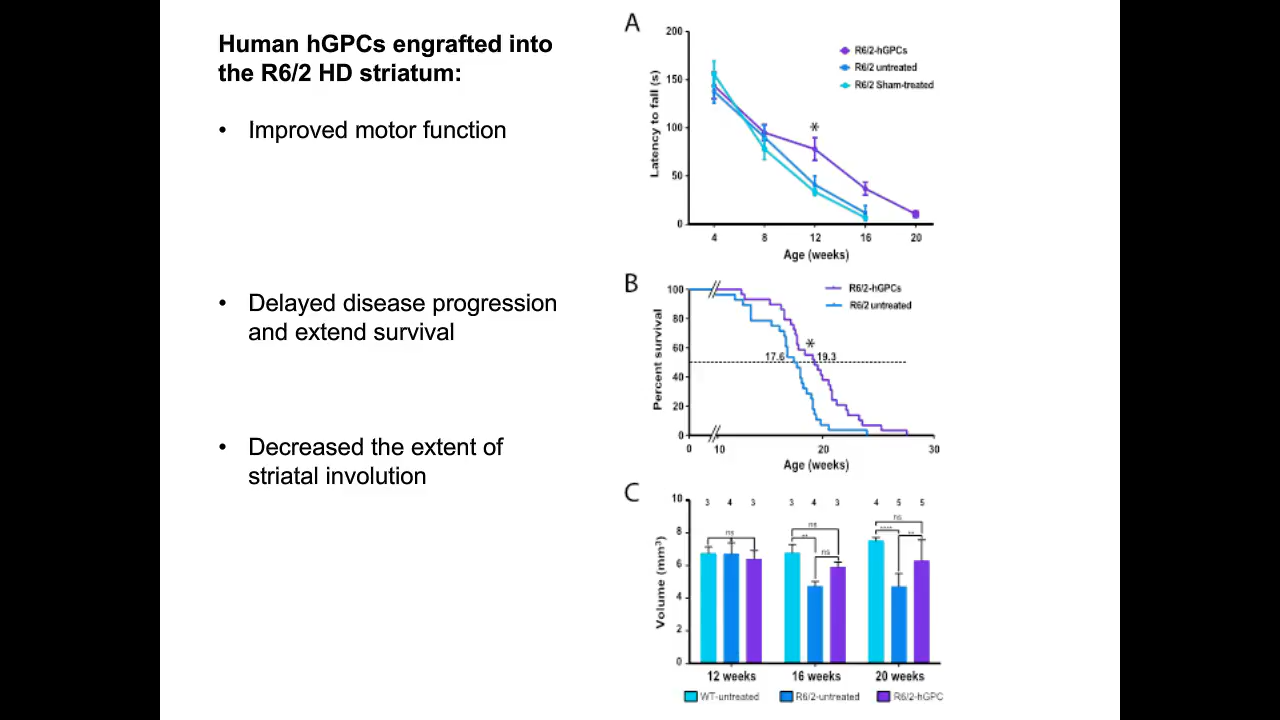 Human hGPCs engrafted into
the R6/2 HD striatum:
• Improved motor function
• Delayed disease progression
and extend survival
• Decreased the extent of
striatal involution
A
200
150
100
50
0
Latency to fall (s)
R6/2-hGPCs
R6/2 untreated
R6/2 Sham-treated
*
4 8 12 16 20
Age (weeks)
B
100
80
60
40
20
0
Percent survival
R6/2-hGPCs
R6/2 untreated
*
17.6 19.3
0 10 20 30
Age (weeks)
C
10
8
6
4
2
0
Volume (mm³)
3 4 3 3 4 3 4 5 5
ns
ns
** 
ns
ns
****
**
12 weeks 16 weeks 20 weeks
WT-untreated R6/2-untreated R6/2-hGPC